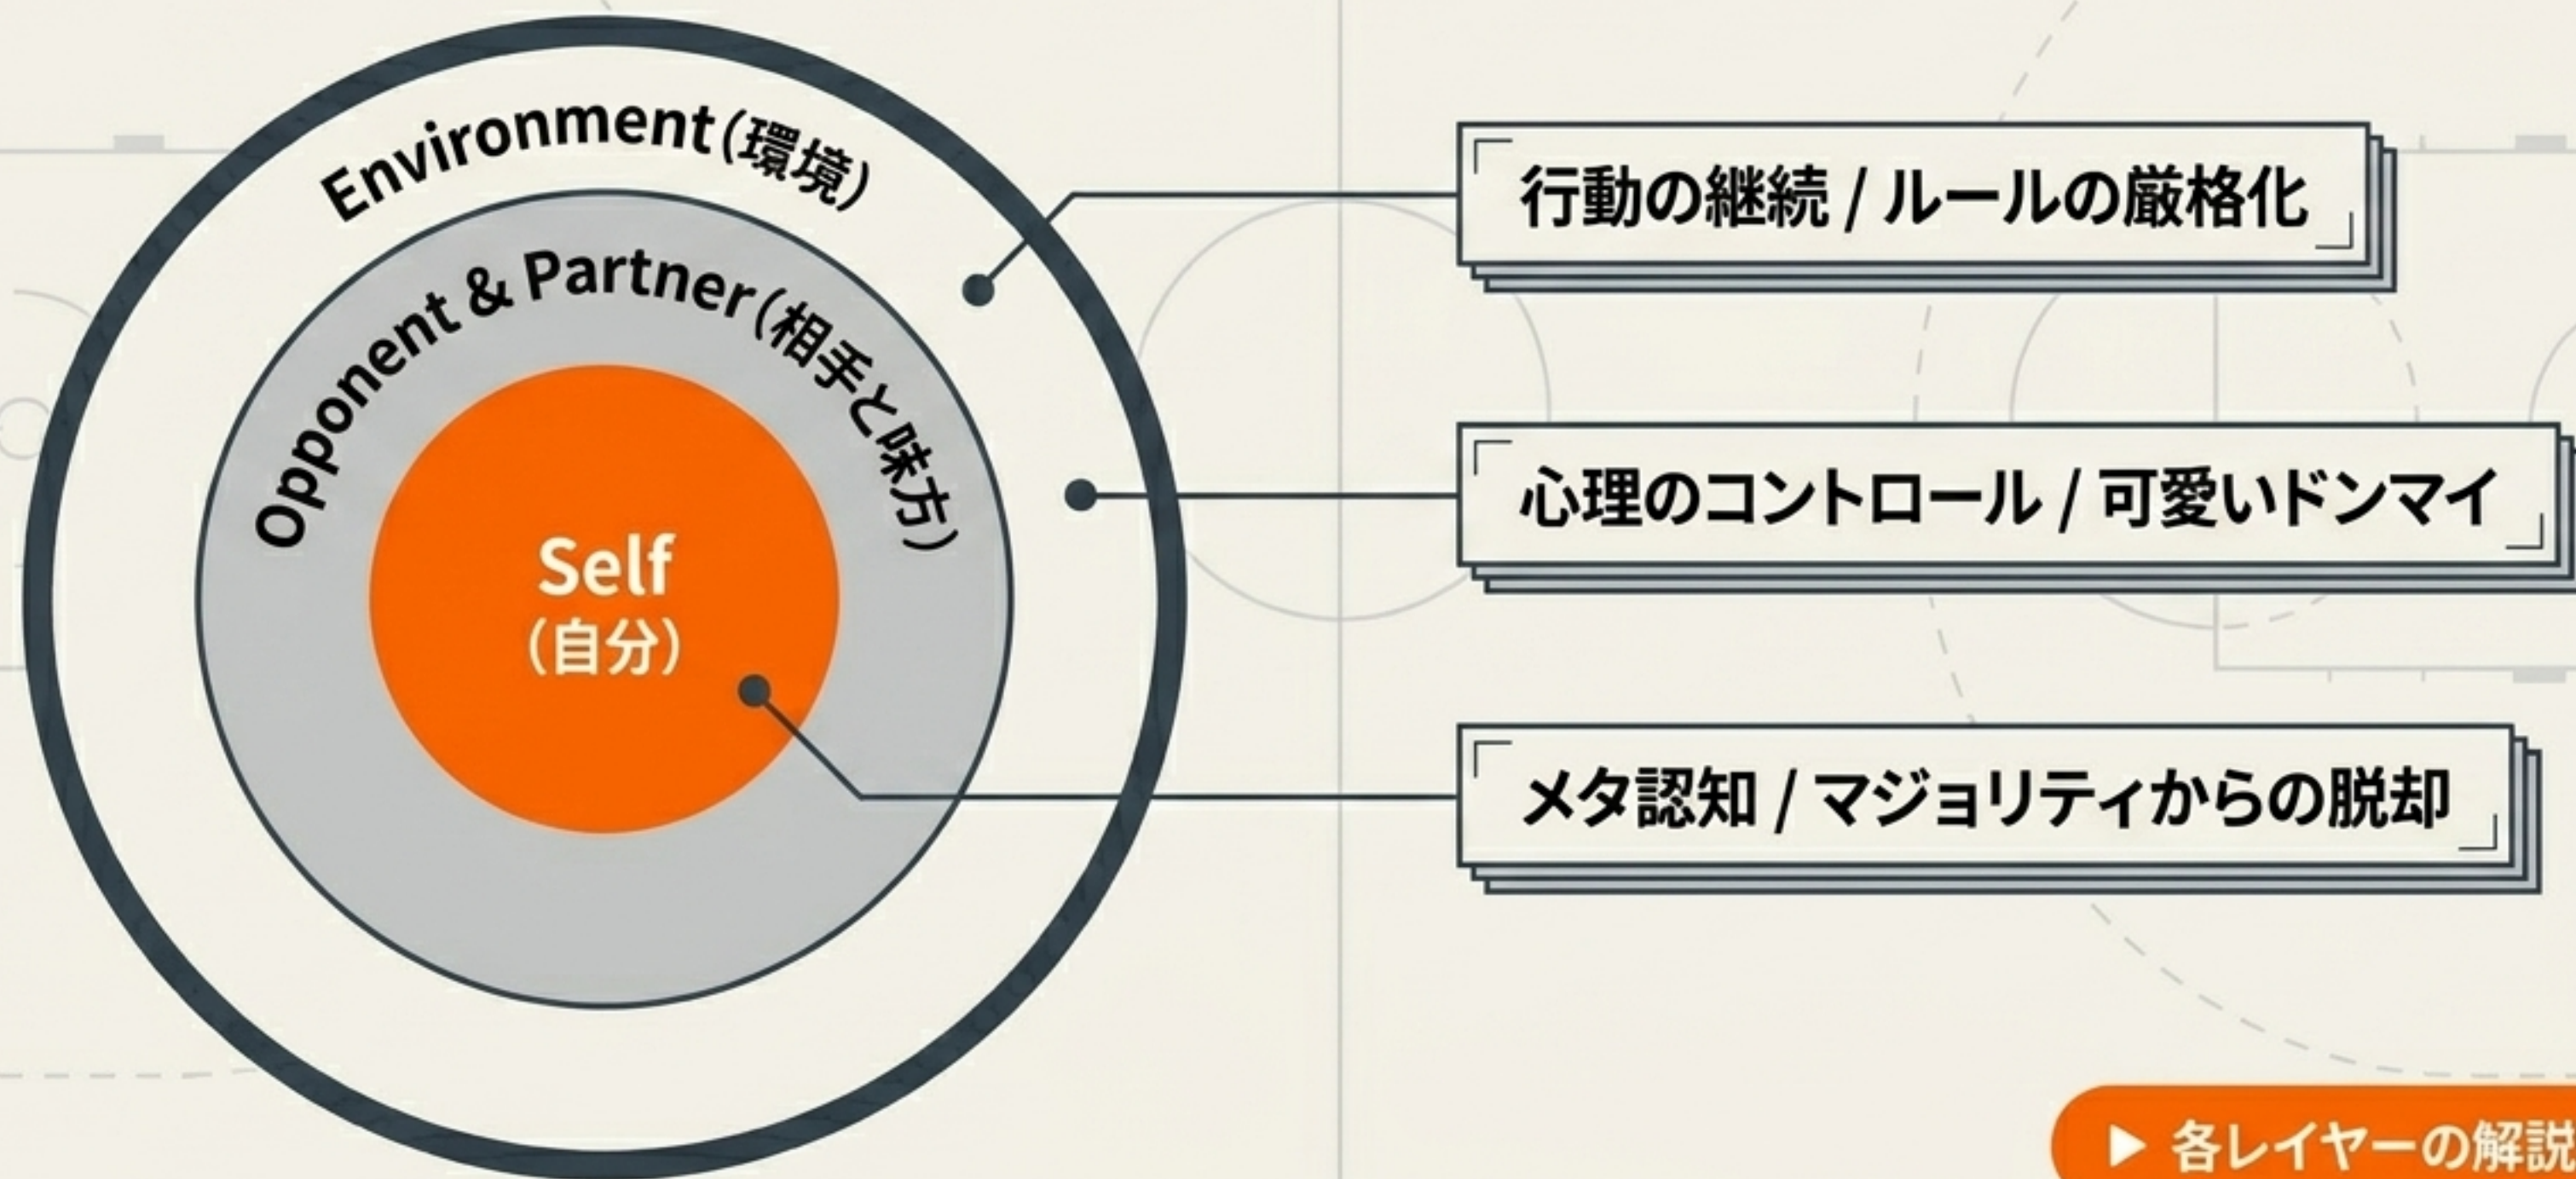 Environment（環境）
Opponent & Partner（相手と味方）
Self
（自分）
行動の継続 / ルールの厳格化
心理のコントロール / 可愛いドンマイ
メタ認知 / マジョリティからの脱却
▶ 各レイヤーの解説